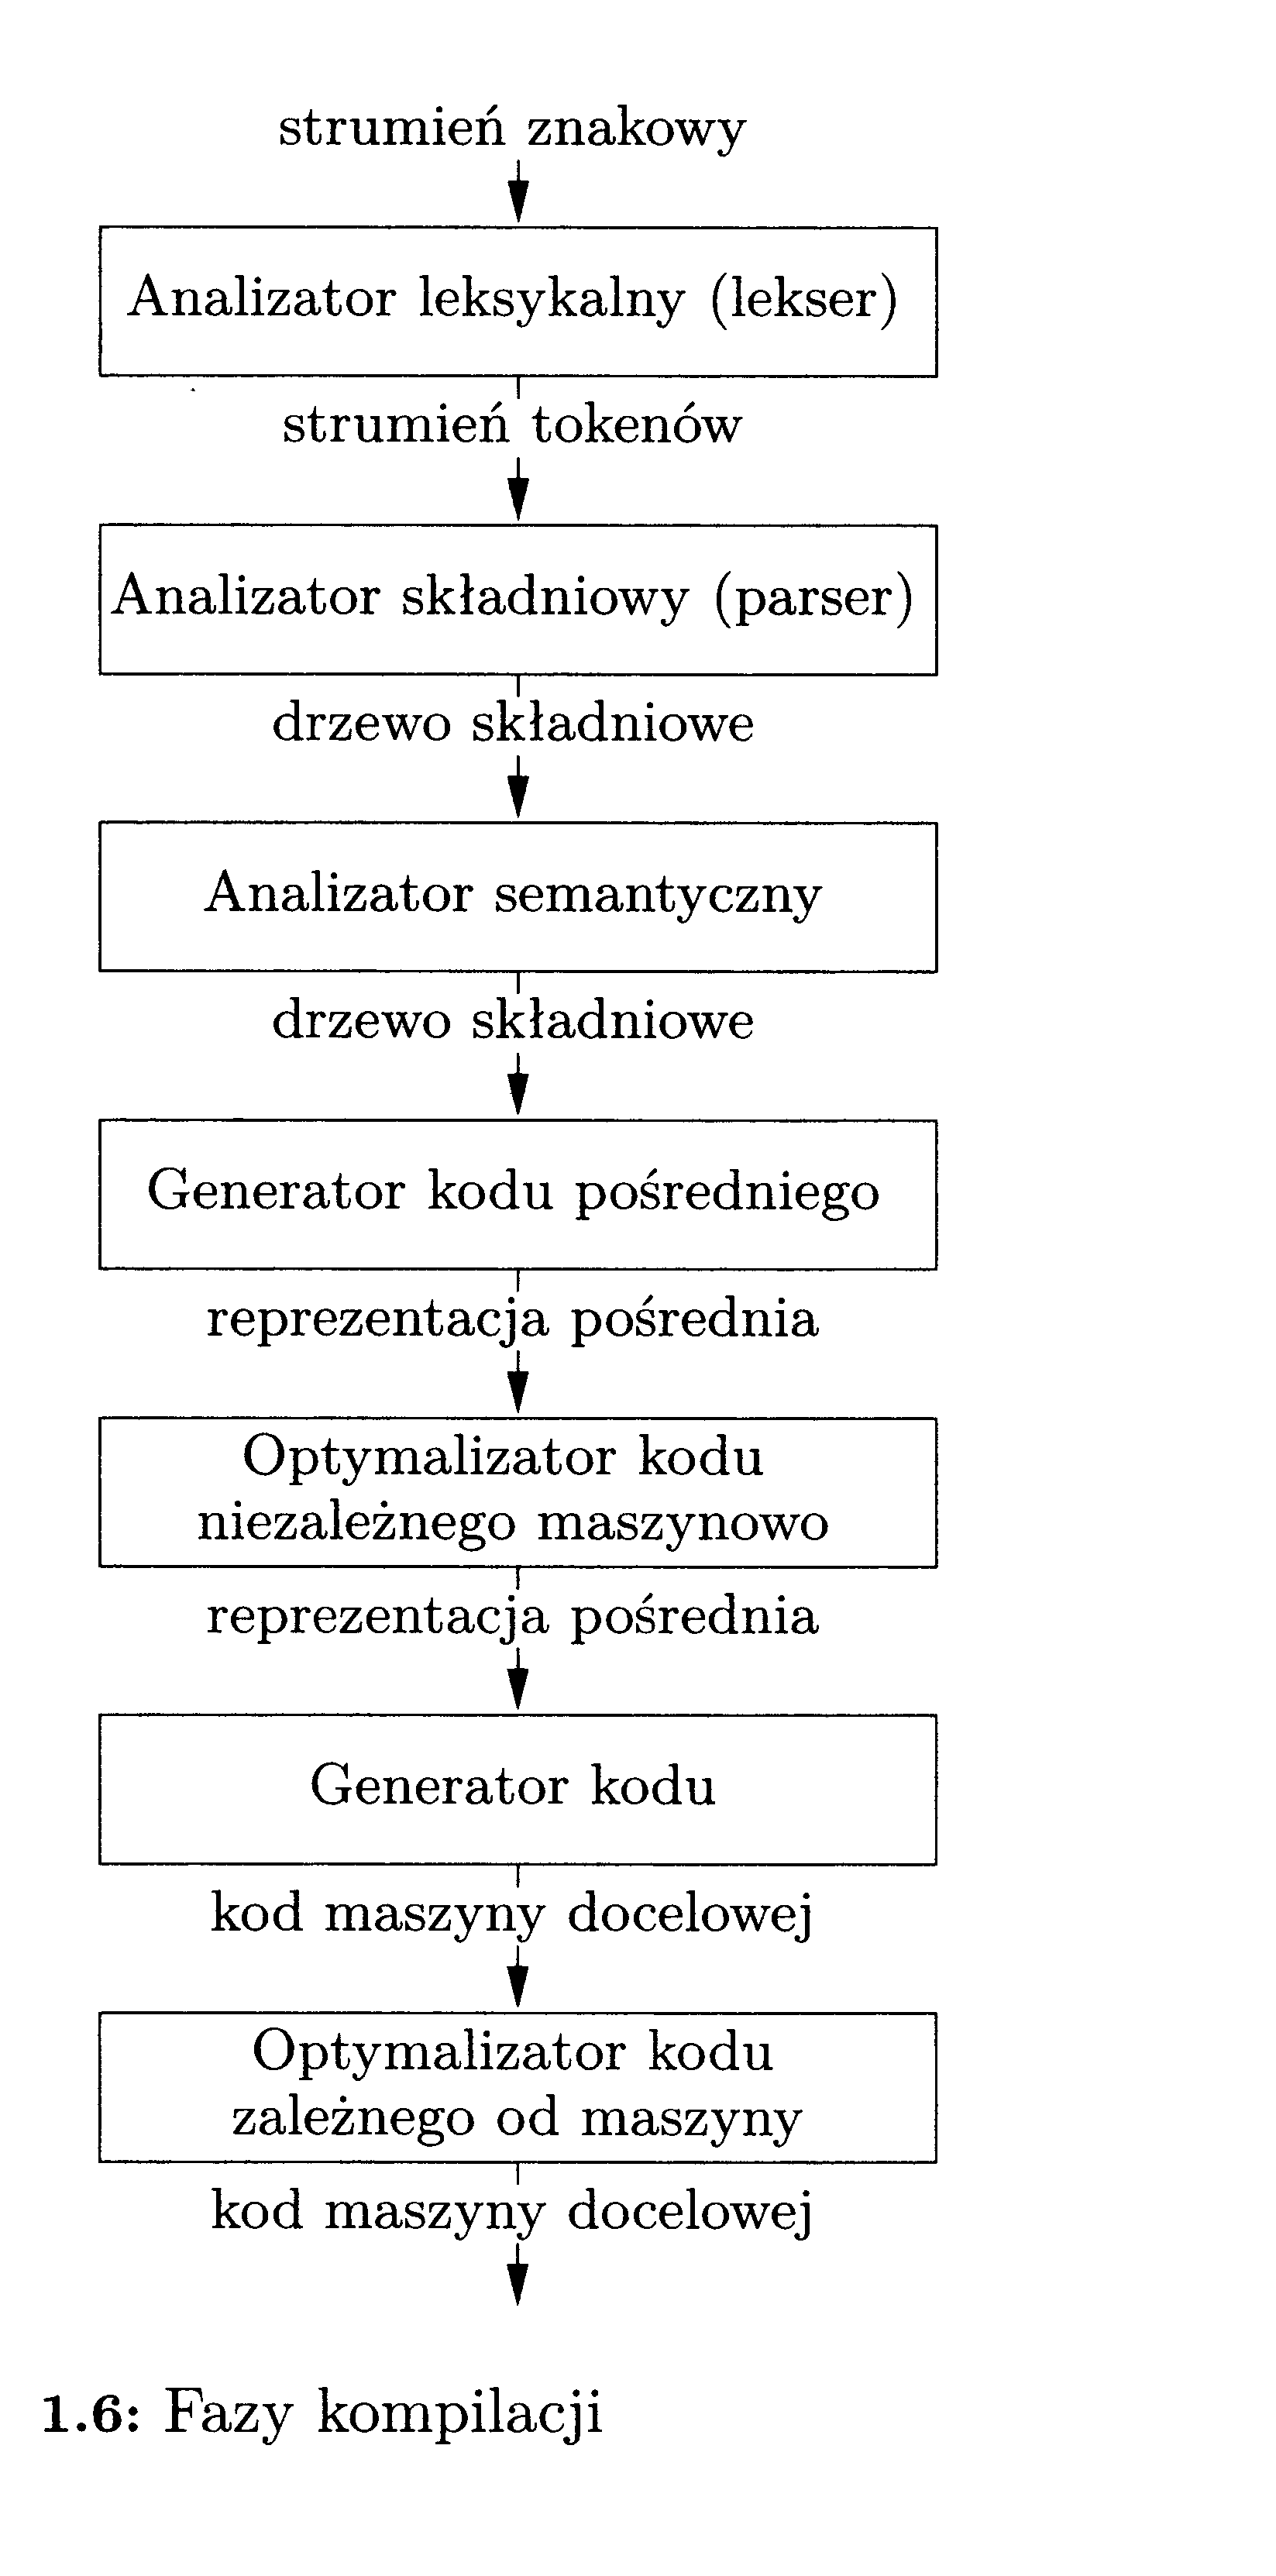 strumień znakowy
Analizator leksykalny (lekser)
strumień tokenów
Analizator składniowy (parser)
drzewo składniowe
Analizator semantyczny
drzewo składniowe
Generator kodu pośredniego
reprezentacja pośrednia
Optymalizator kodu
niezależnego maszynowo
reprezentacja pośrednia
Generator kodu
kod maszyny docelowej
Optymalizator kodu
zależnego od maszyny
kod maszyny docelowej
1.6: Fazy kompilacji